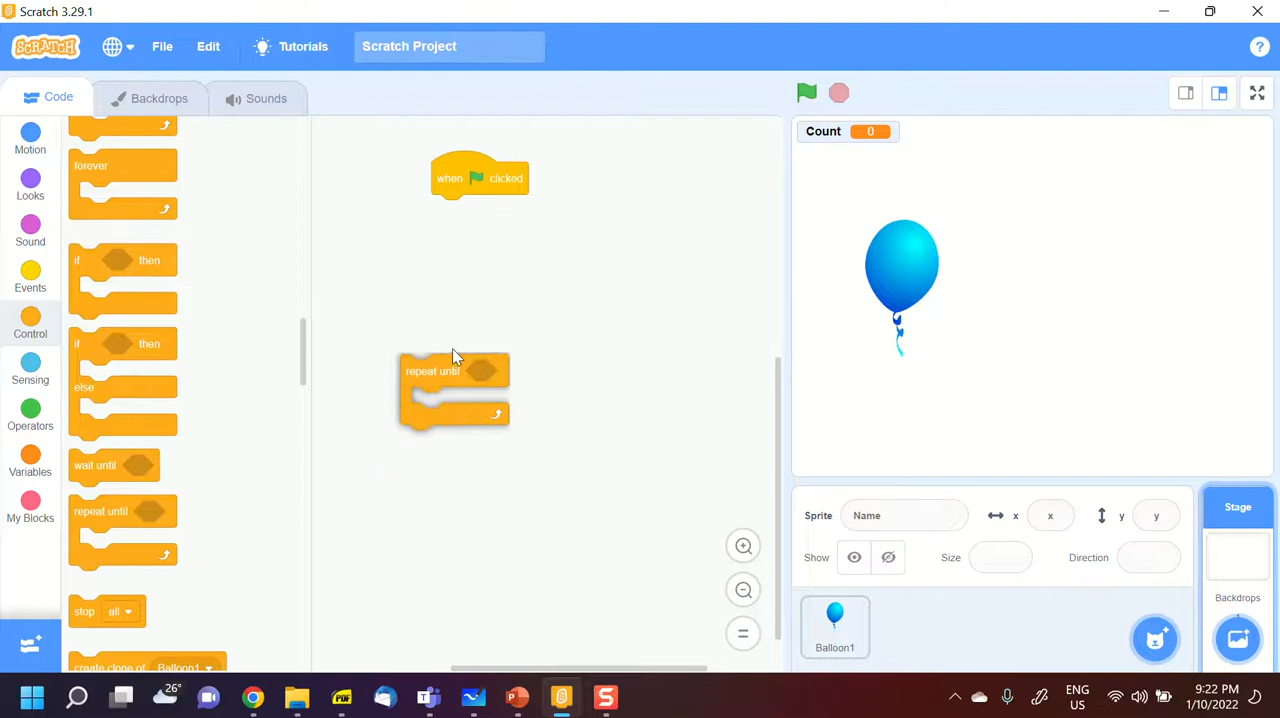 Scratch 3.29.1
SCRATCH File Edit Tutorials Scratch Project ?
Code Backdrops Sounds
Motion
Looks
Sound
Events
Control
Sensing
Operators
Variables
My Blocks
forever
if then
if then
else
wait until
repeat until
stop all
create clone of Balloon1
when clicked
repeat until
Count 0
Sprite Name x x y y
Show Size Direction
Balloon1
Stage
Backdrops
26°
PDF
S
ENG
US
9:22 PM
1/10/2022